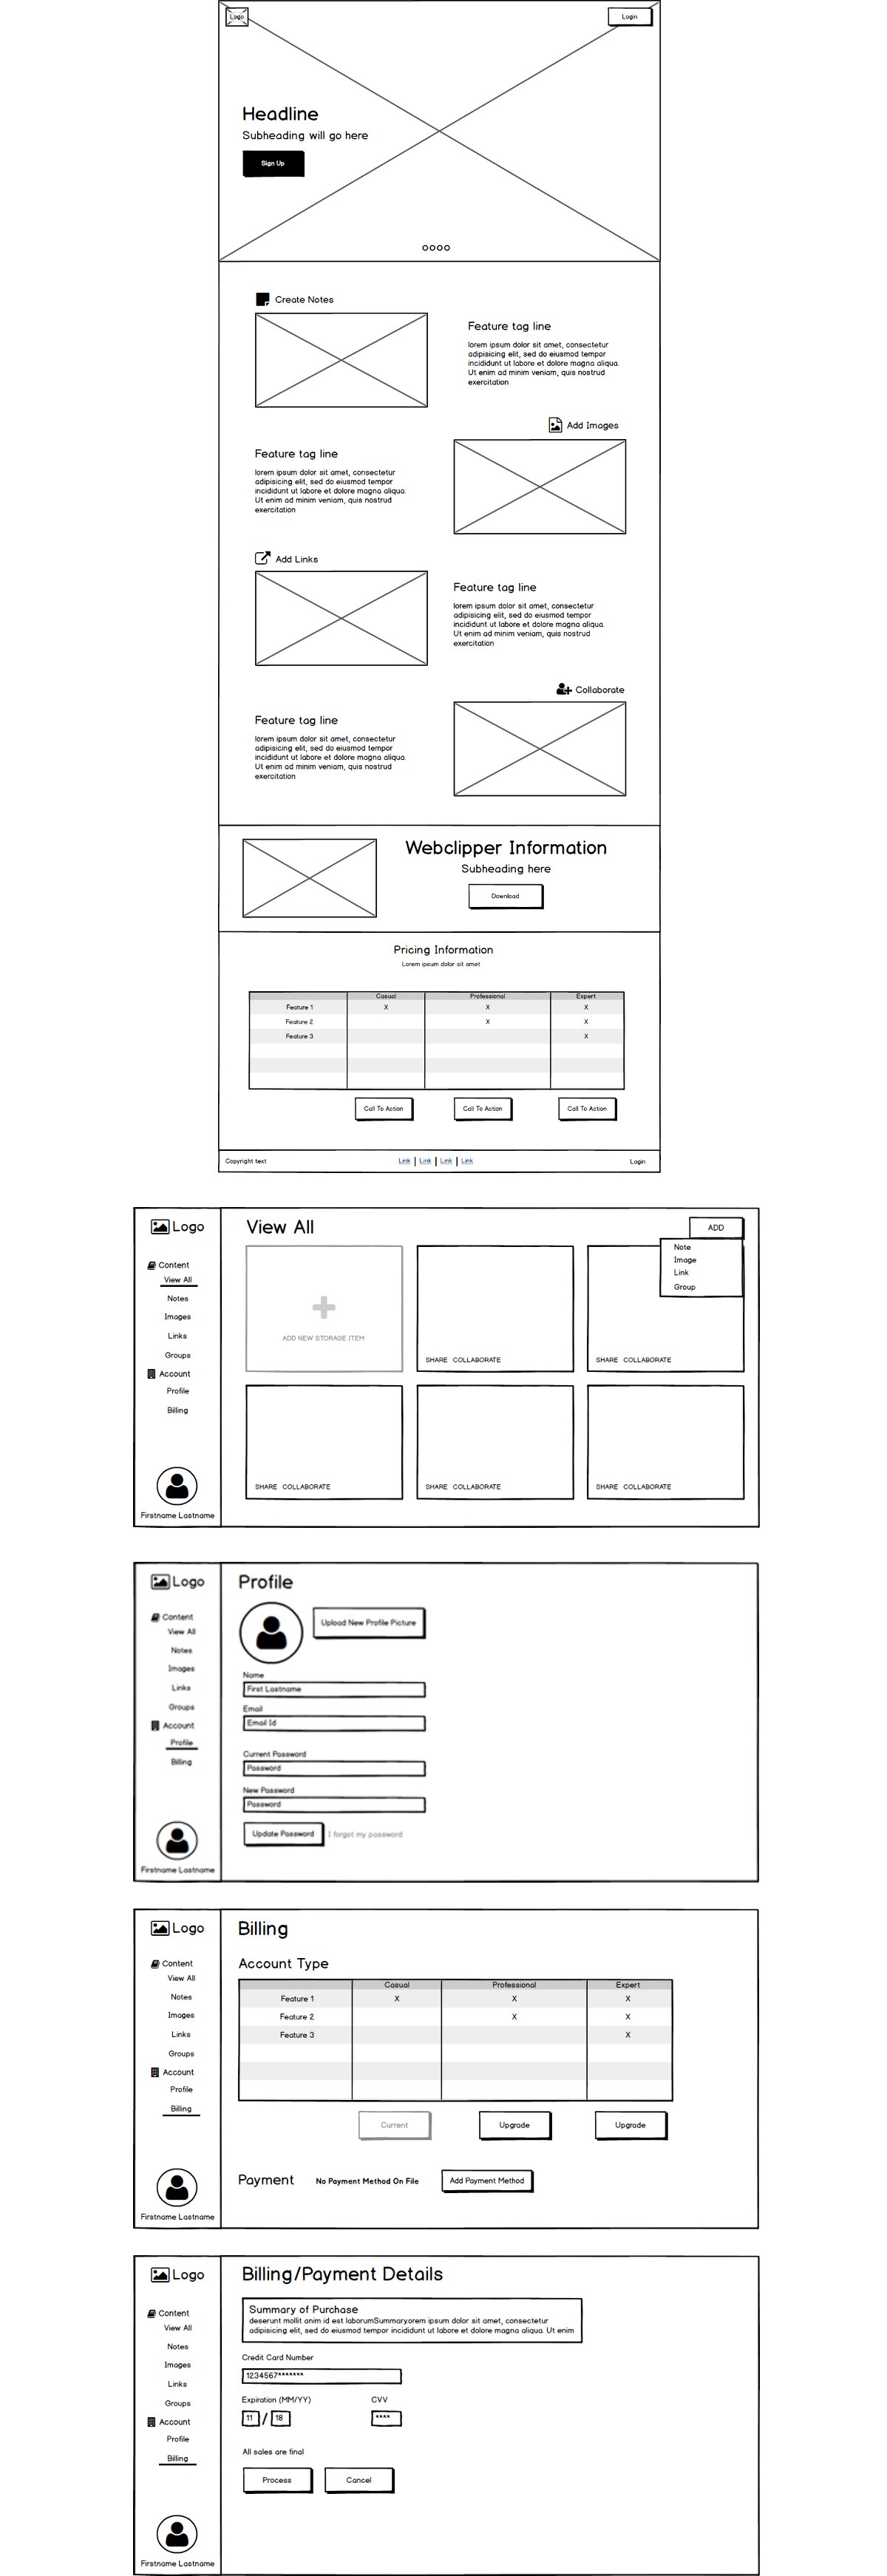 Logo
Login
Headline
Subheading will go here
Sign Up
Create Notes
Feature tag line
lorem ipsum dolor sit amet, consectetur
adipisicing elit, sed do eiusmod tempor
incididunt ut labore et dolore magna aliqua.
Ut enim ad minim veniam, quis nostrud
exercitation
Add Images
Feature tag line
lorem ipsum dolor sit amet, consectetur
adipisicing elit, sed do eiusmod tempor
incididunt ut labore et dolore magna aliqua.
Ut enim ad minim veniam, quis nostrud
exercitation
Add Links
Feature tag line
lorem ipsum dolor sit amet, consectetur
adipisicing elit, sed do eiusmod tempor
incididunt ut labore et dolore magna aliqua.
Ut enim ad minim veniam, quis nostrud
exercitation
Collaborate
Feature tag line
lorem ipsum dolor sit amet, consectetur
adipisicing elit, sed do eiusmod tempor
incididunt ut labore et dolore magna aliqua.
Ut enim ad minim veniam, quis nostrud
exercitation
Webclipper Information
Subheading here
Download
Pricing Information
Lorem ipsum dolor sit amet
Casual Professional Expert
Feature 1 X X X
Feature 2 X X
Feature 3 X
Call To Action Call To Action Call To Action
Copyright text Link | Link | Link | Link Login
Logo
Content
View All
Notes
Images
Links
Groups
Account
Profile
Billing
Firstname Lastname
View All
ADD
Note
Image
Link
Group
ADD NEW STORAGE ITEM
SHARE COLLABORATE
SHARE COLLABORATE
SHARE COLLABORATE
SHARE COLLABORATE
SHARE COLLABORATE
Logo
Content
View All
Notes
Images
Links
Groups
Account
Profile
Billing
Firstname Lastname
Profile
Upload New Profile Picture
Name
First Lastname
Email
Email Id
Current Password
Password
New Password
Password
Update Password I forgot my password
Logo
Content
View All
Notes
Images
Links
Groups
Account
Profile
Billing
Firstname Lastname
Billing
Account Type
Casual Professional Expert
Feature 1 X X X
Feature 2 X X
Feature 3 X
Current Upgrade Upgrade
Payment No Payment Method On File Add Payment Method
Logo
Content
View All
Notes
Images
Links
Groups
Account
Profile
Billing
Firstname Lastname
Billing/Payment Details
Summary of Purchase
deserunt mollit anim id est laborumSummaryorem ipsum dolor sit amet, consectetur
adipisicing elit, sed do eiusmod tempor incididunt ut labore et dolore magna aliqua. Ut enim
Credit Card Number
1234567*******
Expiration (MM/YY) CVV
11 / 18 ****
All sales are final
Process Cancel